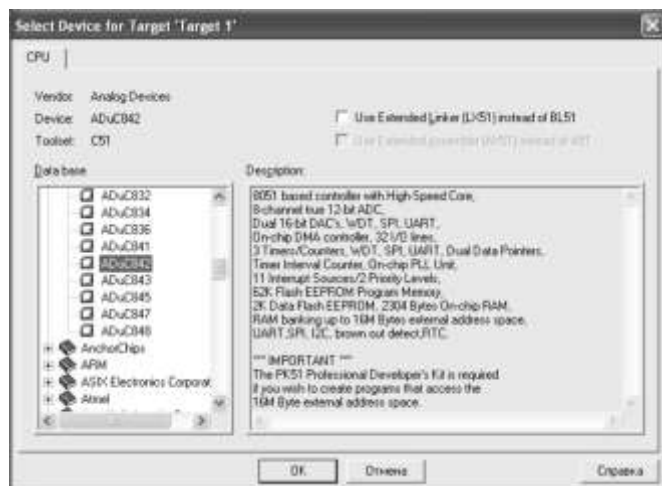 Select Device for Target 'Target 1'
CPU
Vendor: Analog Devices
Device: ADuC842
Toolset: C51
Use Extended Linker (LX51) instead of BL51
Use Extended Assembler (AX51) instead of A51
Data base
ADuC832
ADuC834
ADuC836
ADuC841
ADuC842
ADuC843
ADuC845
ADuC847
ADuC848
AnchorChips
ARM
ASIX Electronics Corporat
Atmel
Description:
8051 based controller with High-Speed Core,
8-channel true 12-bit ADC,
Dual 16-bit DAC's, WDT, SPI, UART,
On-chip DMA controller, 32 I/O lines,
3 Timers/Counters, WDT, SPI, UART, Dual Data Pointers,
Timer Interval Counter, On-chip PLL Unit,
11 Interrupt Sources/2 Priority Levels,
62K Flash EEPROM Program Memory,
2K Data Flash EEPROM, 2304 Bytes On-chip RAM,
RAM banking up to 16M Bytes external address space,
UART,SPI, I2C, brown out detect,RTC.
*** IMPORTANT ***
The PK51 Professional Developer's Kit is required
if you wish to create programs that access the
16M Byte external address space.
OK
Отмена
Справка